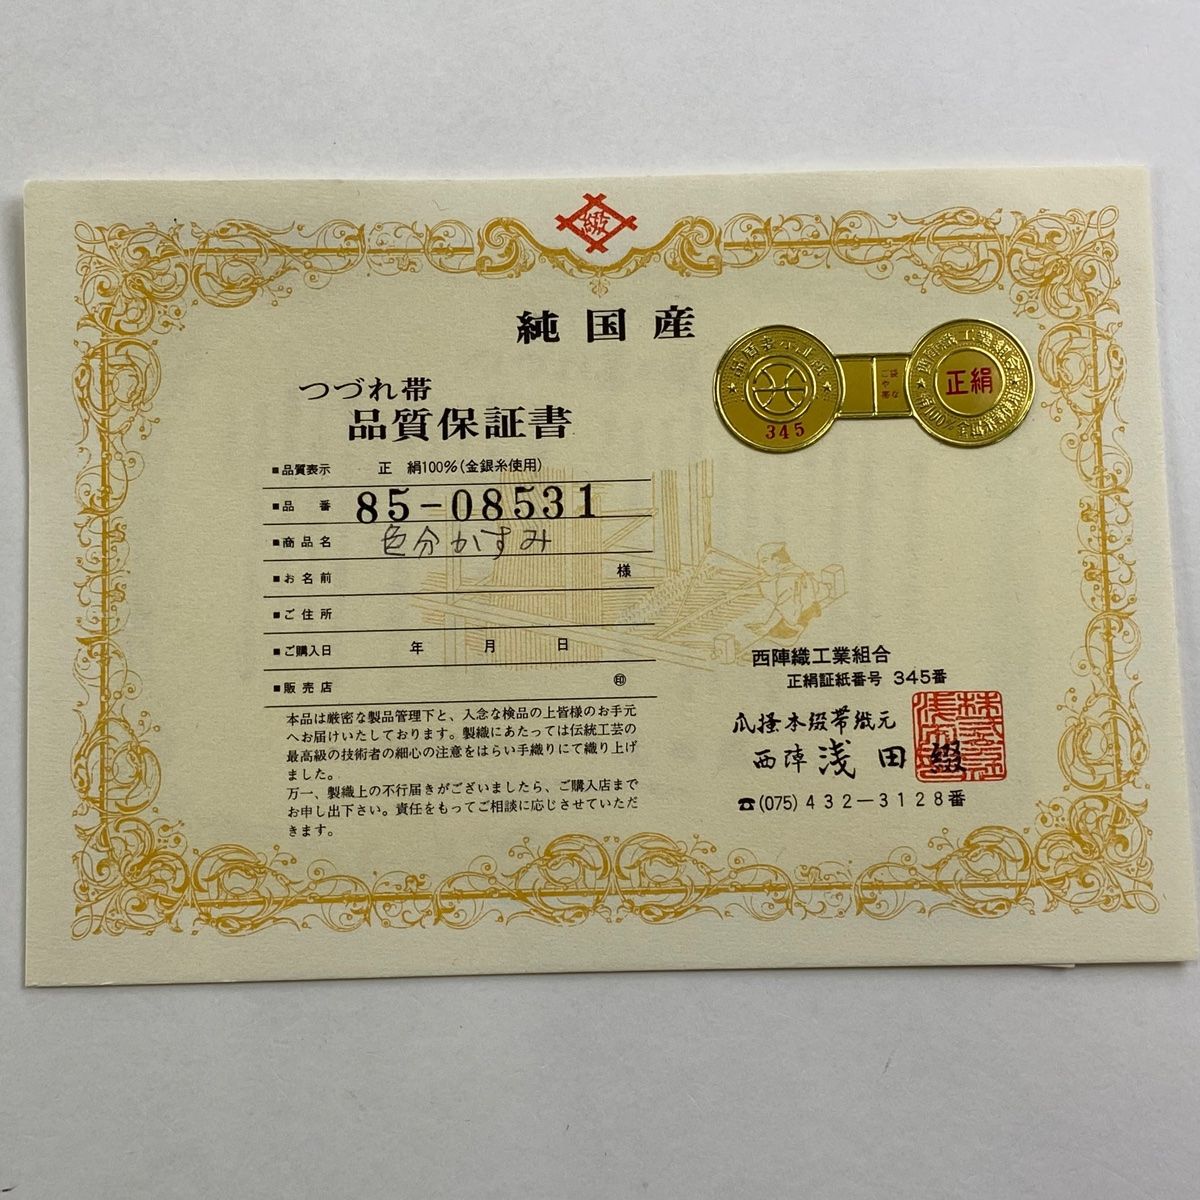 綴
純国産
つづれ帯
品質保証書
■品質表示 正 絹100%(金銀糸使用)
■品 番 85-08531
■商品名 色分かすみ
■お名前 様
■ご住所
■ご購入日 年 月 日
■販売店 ㊞
本品は厳密な製品管理下と、入念な検品の上皆様のお手元
へお届けいたしております。製織にあたっては伝統工芸の
最高級の技術者の細心の注意をはらい手織りにて織り上げ
ました。
万一、製織上の不行届きがございましたら、ご購入店まで
お申し出下さい。責任をもってご相談に応じさせていただ
きます。
345
正絹
西陣織工業組合
正絹証紙番号 345番
爪掻本綴帯織元
西陣 浅田綴
☎(075)432-3128番